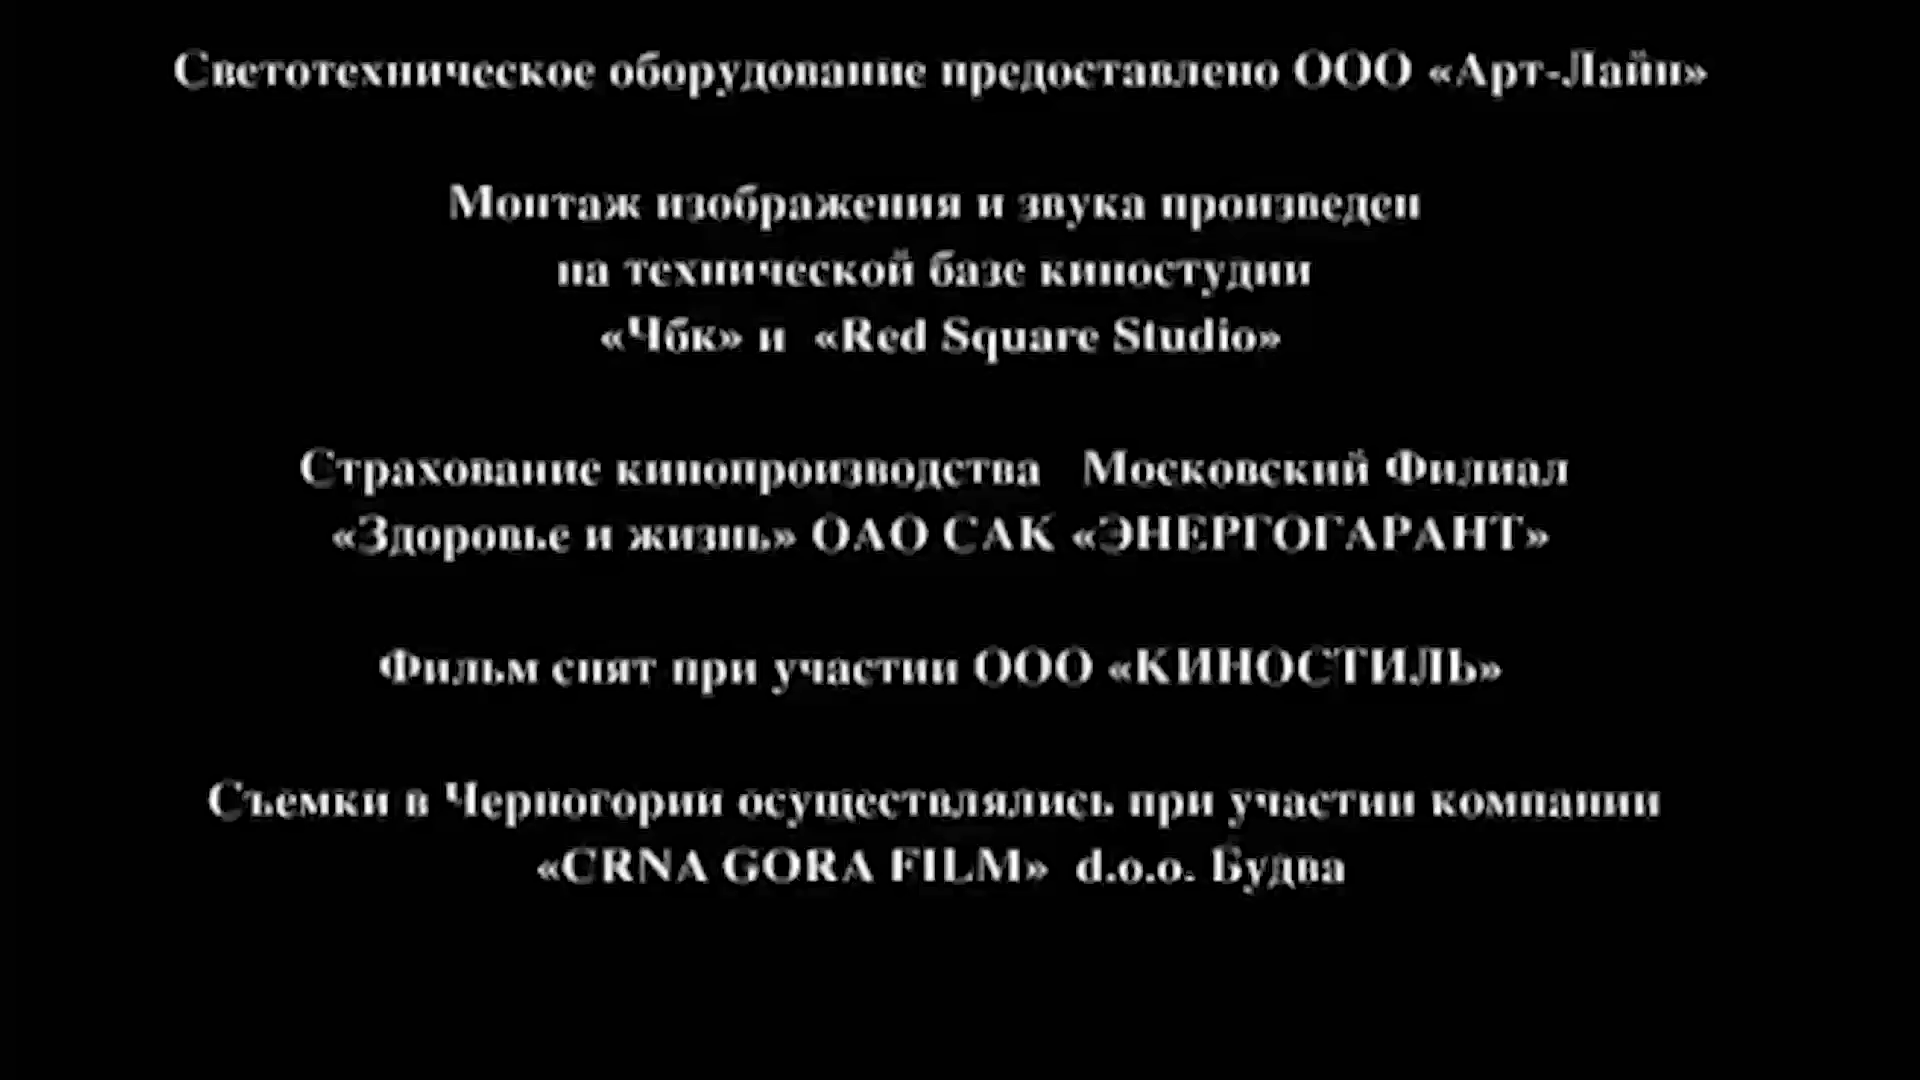 Светотехническое оборудование предоставлено ООО «Арт-Лайн»
Монтаж изображения и звука произведен
на технической базе киностудии
«Чбк» и «Red Square Studio»
Страхование кинопроизводства Московский Филиал
«Здоровье и жизнь» ОАО САК «ЭНЕРГОГАРАНТ»
Фильм снят при участии ООО «КИНОСТИЛЬ»
Съемки в Черногории осуществлялись при участии компании
«CRNA GORA FILM» d.o.o. Будва